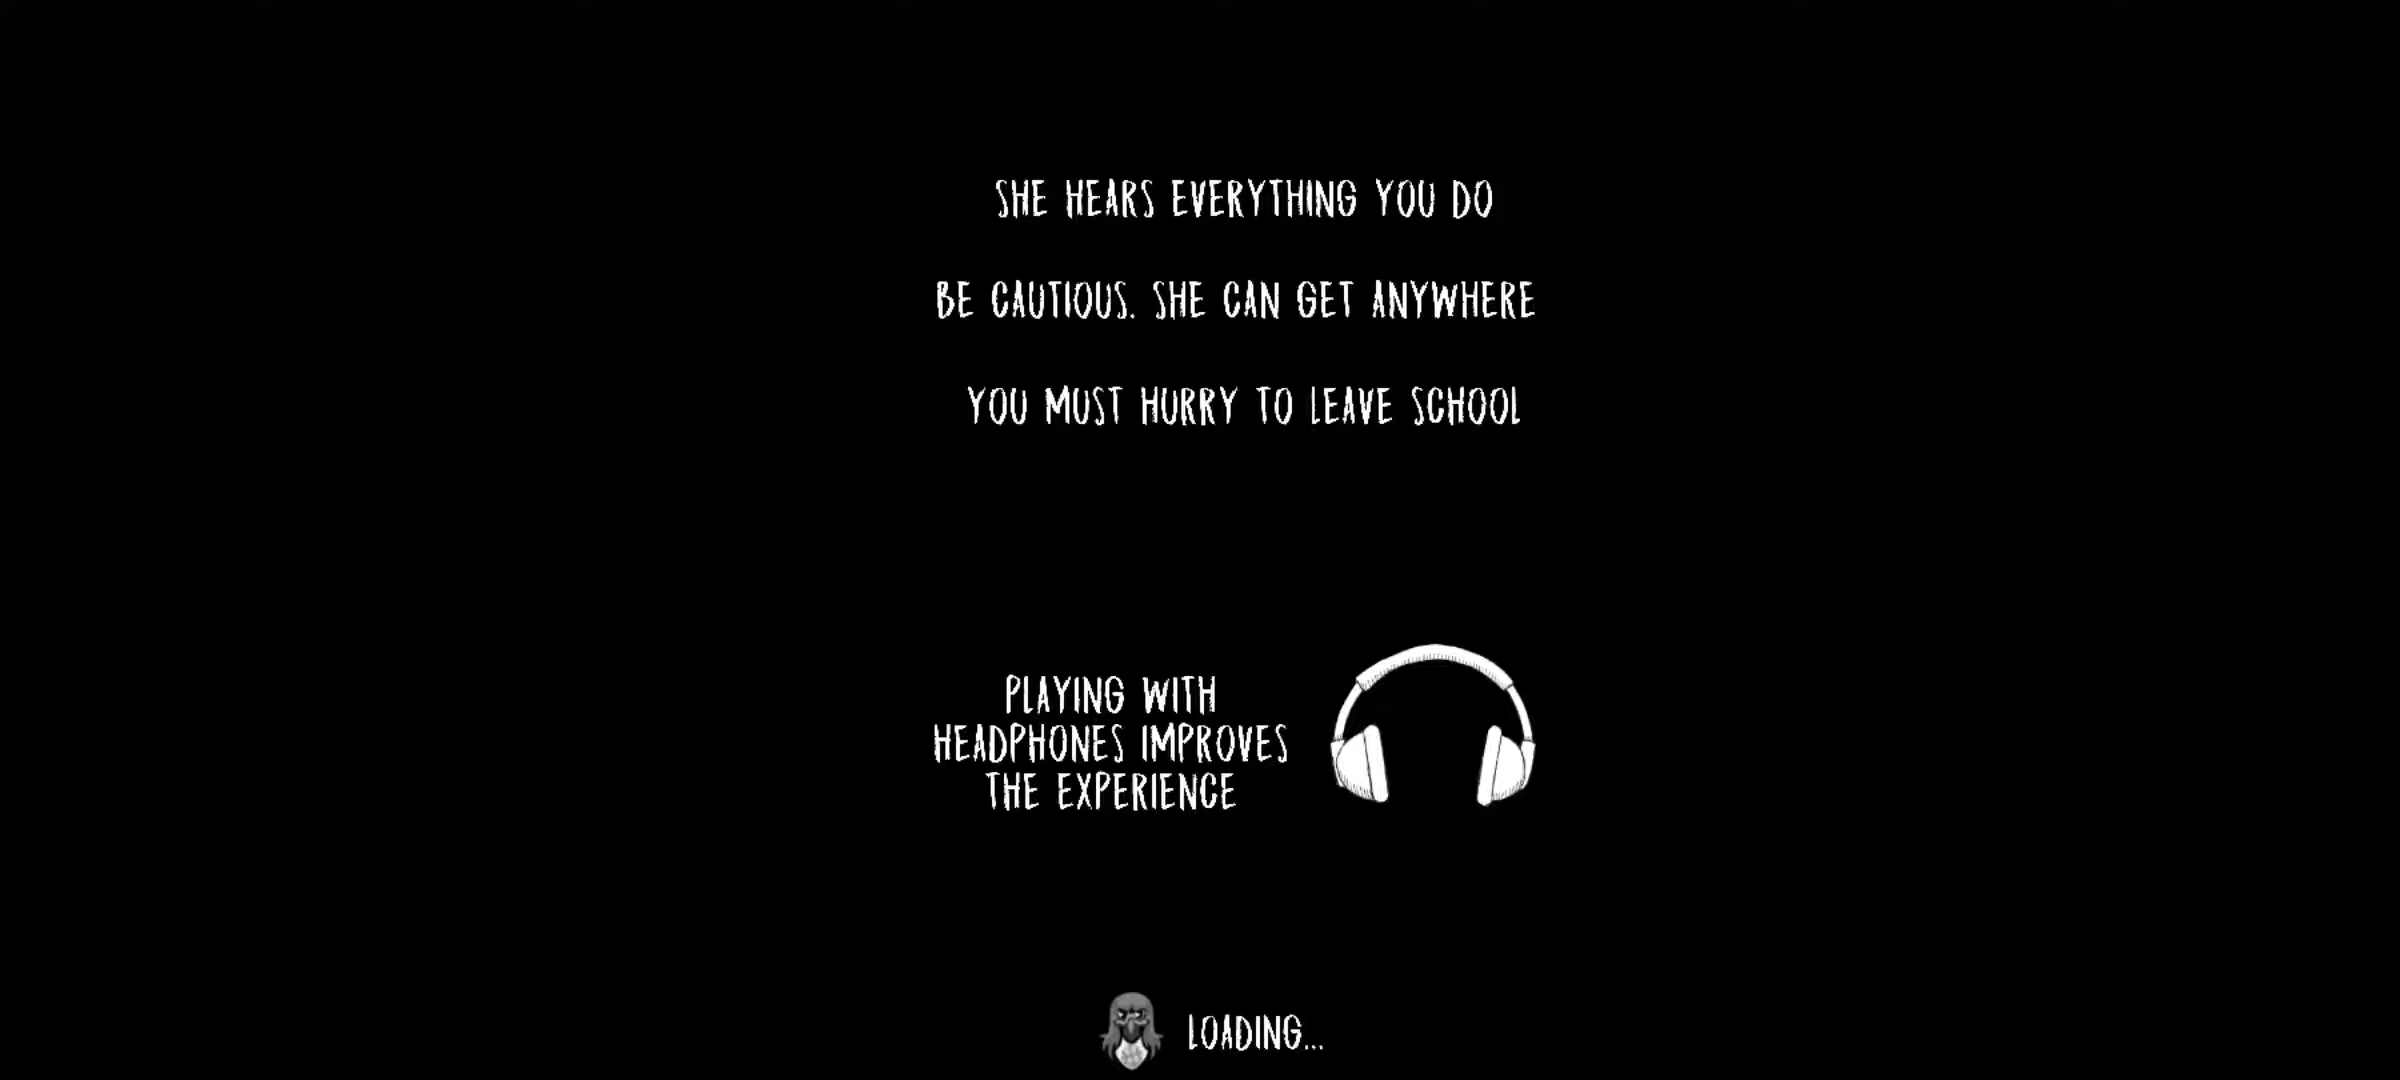 SHE HEARS EVERYTHING YOU DO
BE CAUTIOUS. SHE CAN GET ANYWHERE
YOU MUST HURRY TO LEAVE SCHOOL
PLAYING WITH
HEADPHONES IMPROVES
THE EXPERIENCE
LOADING...